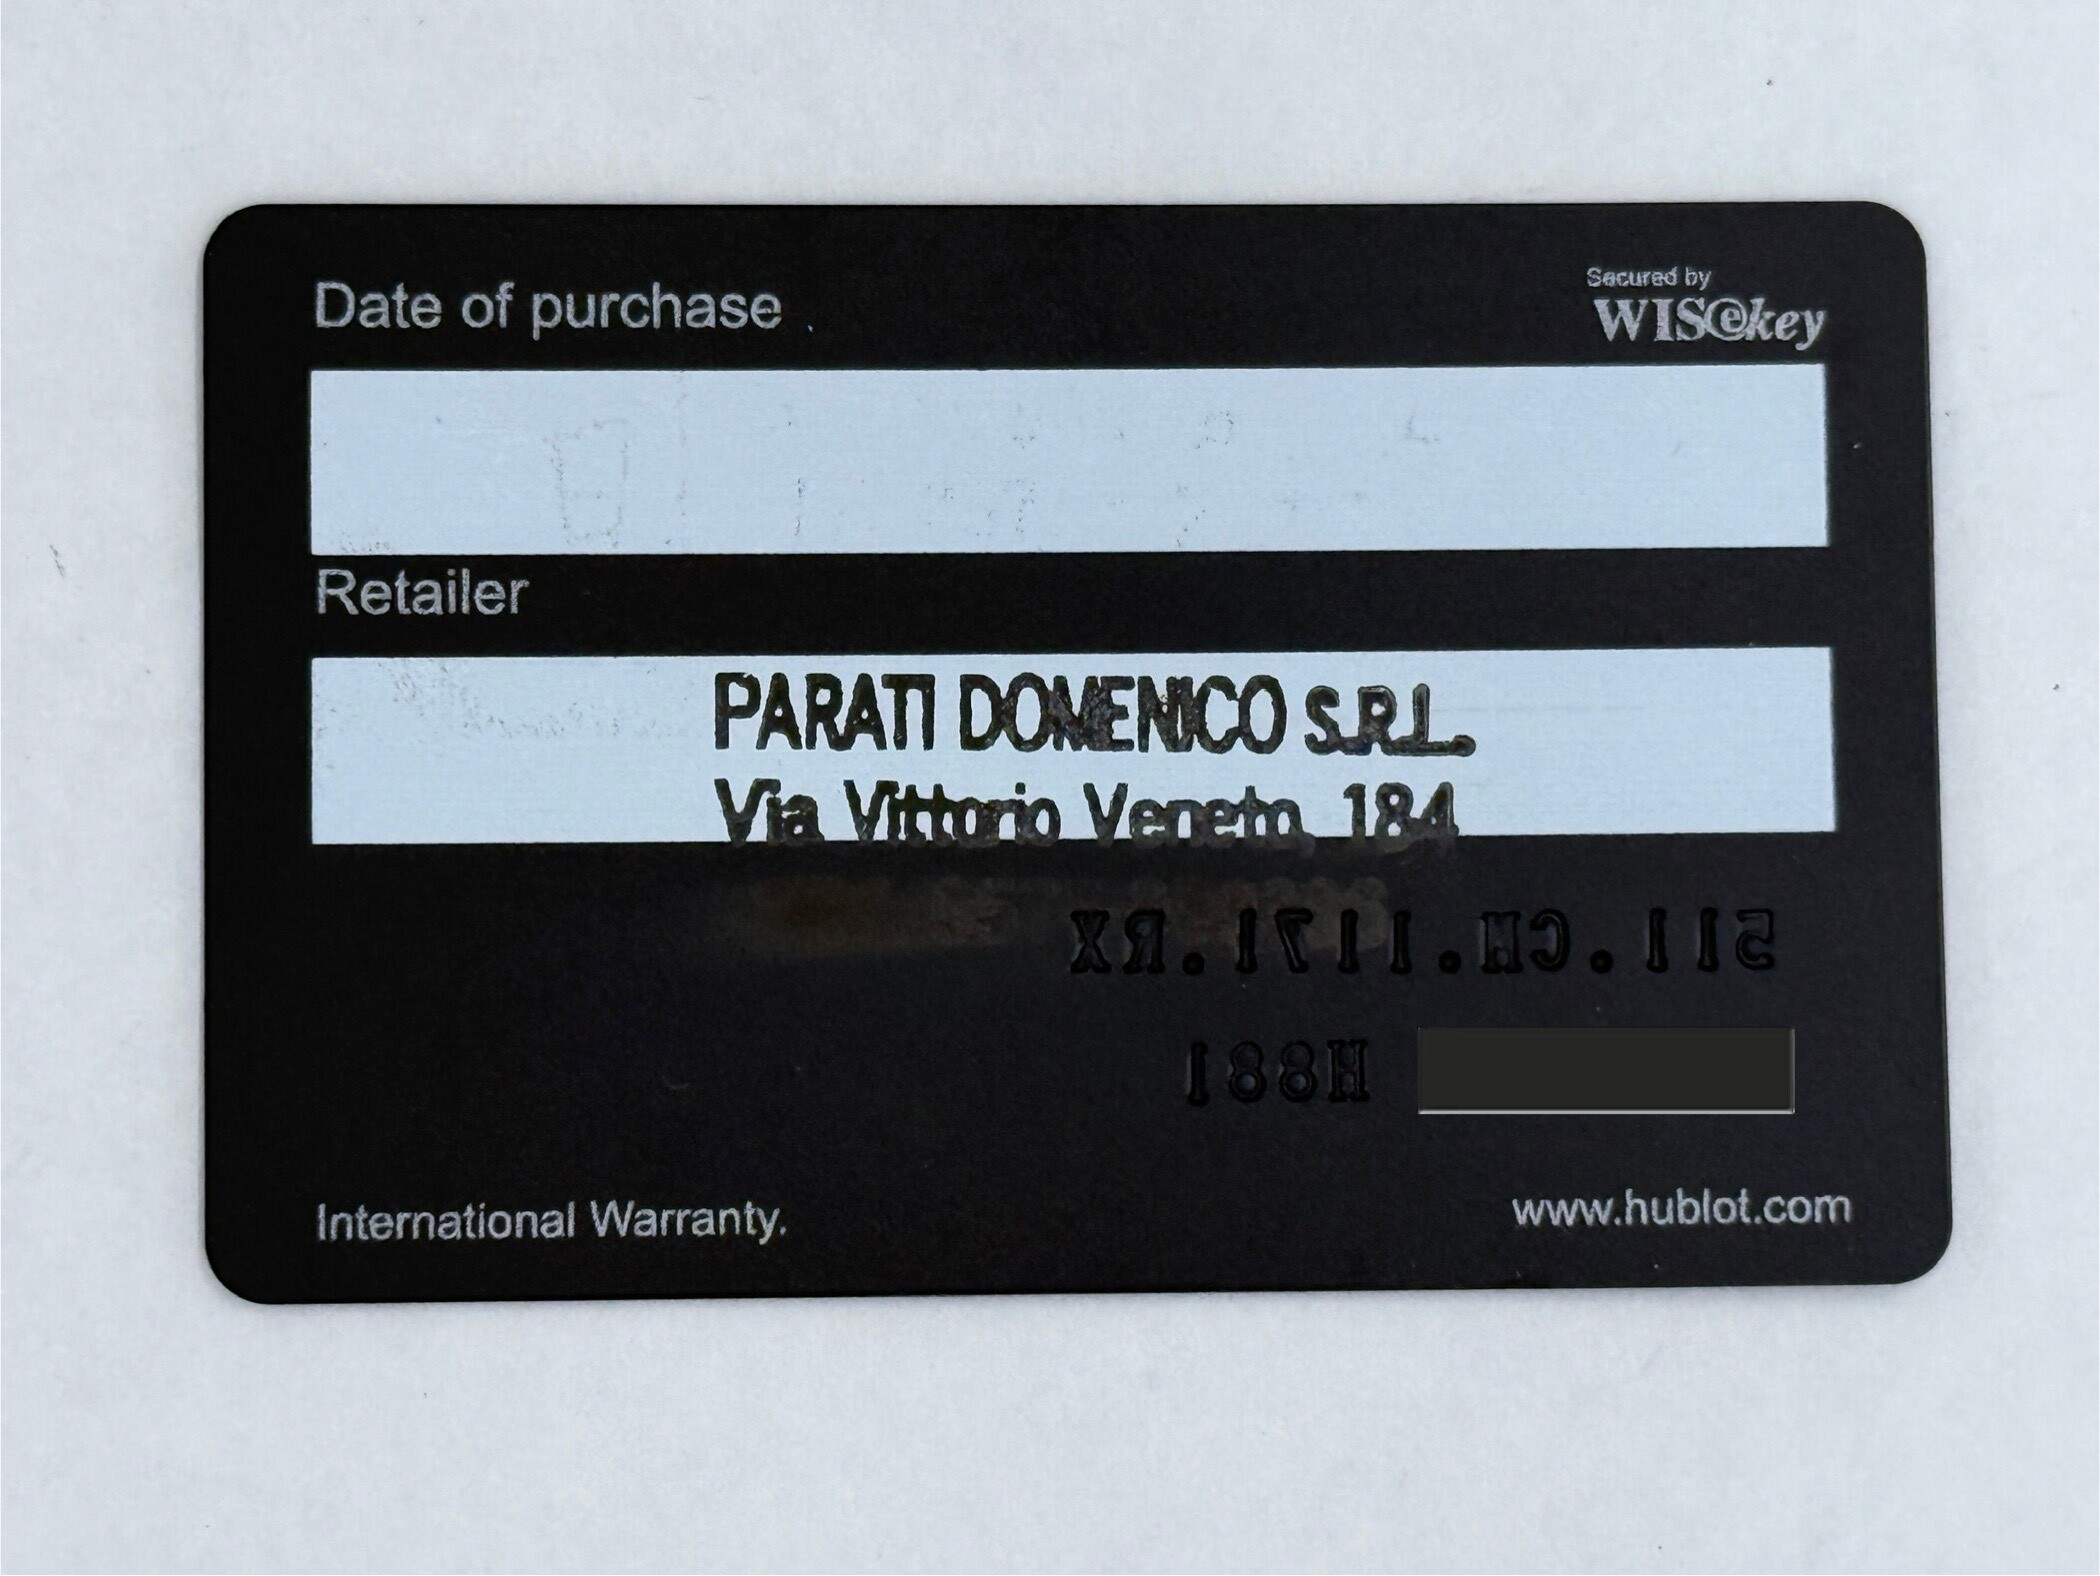 Date of purchase
Secured by
WISekey
Retailer
PARATI DOMENICO S.R.L.
Via Vittorio Veneto, 184
511.CH.1171.RX
H881
International Warranty.
www.hublot.com